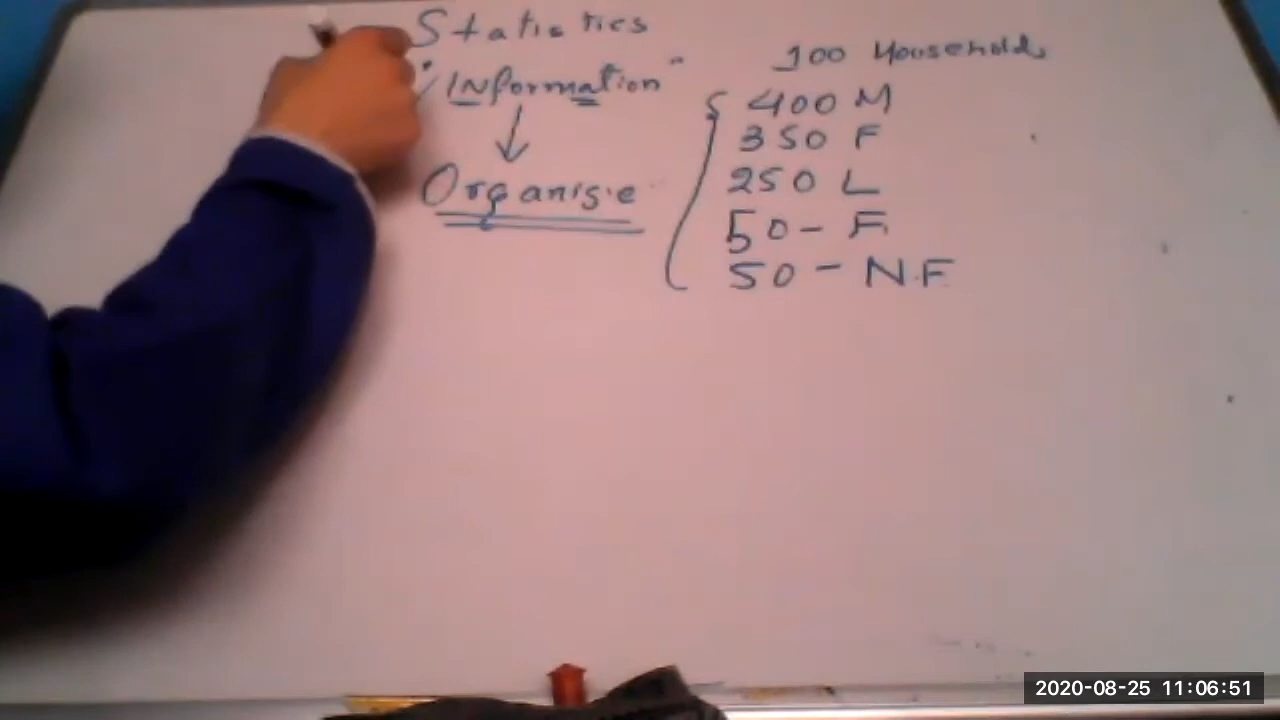 Statistics
"Information"
Organise
100 Households
400 M
350 F
250 L
50 - F
50 - N.F
2020-08-25 11:06:51